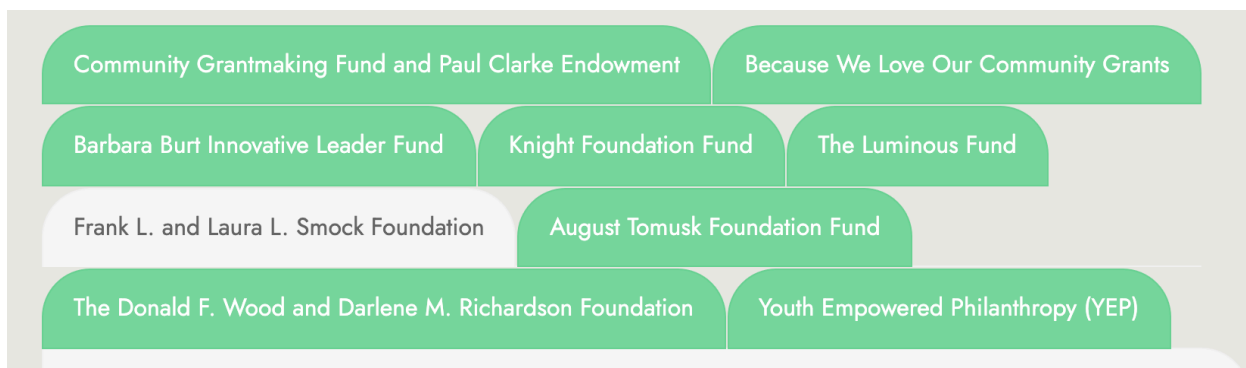 Community Grantmaking Fund and Paul Clarke Endowment
Because We Love Our Community Grants
Barbara Burt Innovative Leader Fund
Knight Foundation Fund
The Luminous Fund
Frank L. and Laura L. Smock Foundation
August Tomusk Foundation Fund
The Donald F. Wood and Darlene M. Richardson Foundation
Youth Empowered Philanthropy (YEP)